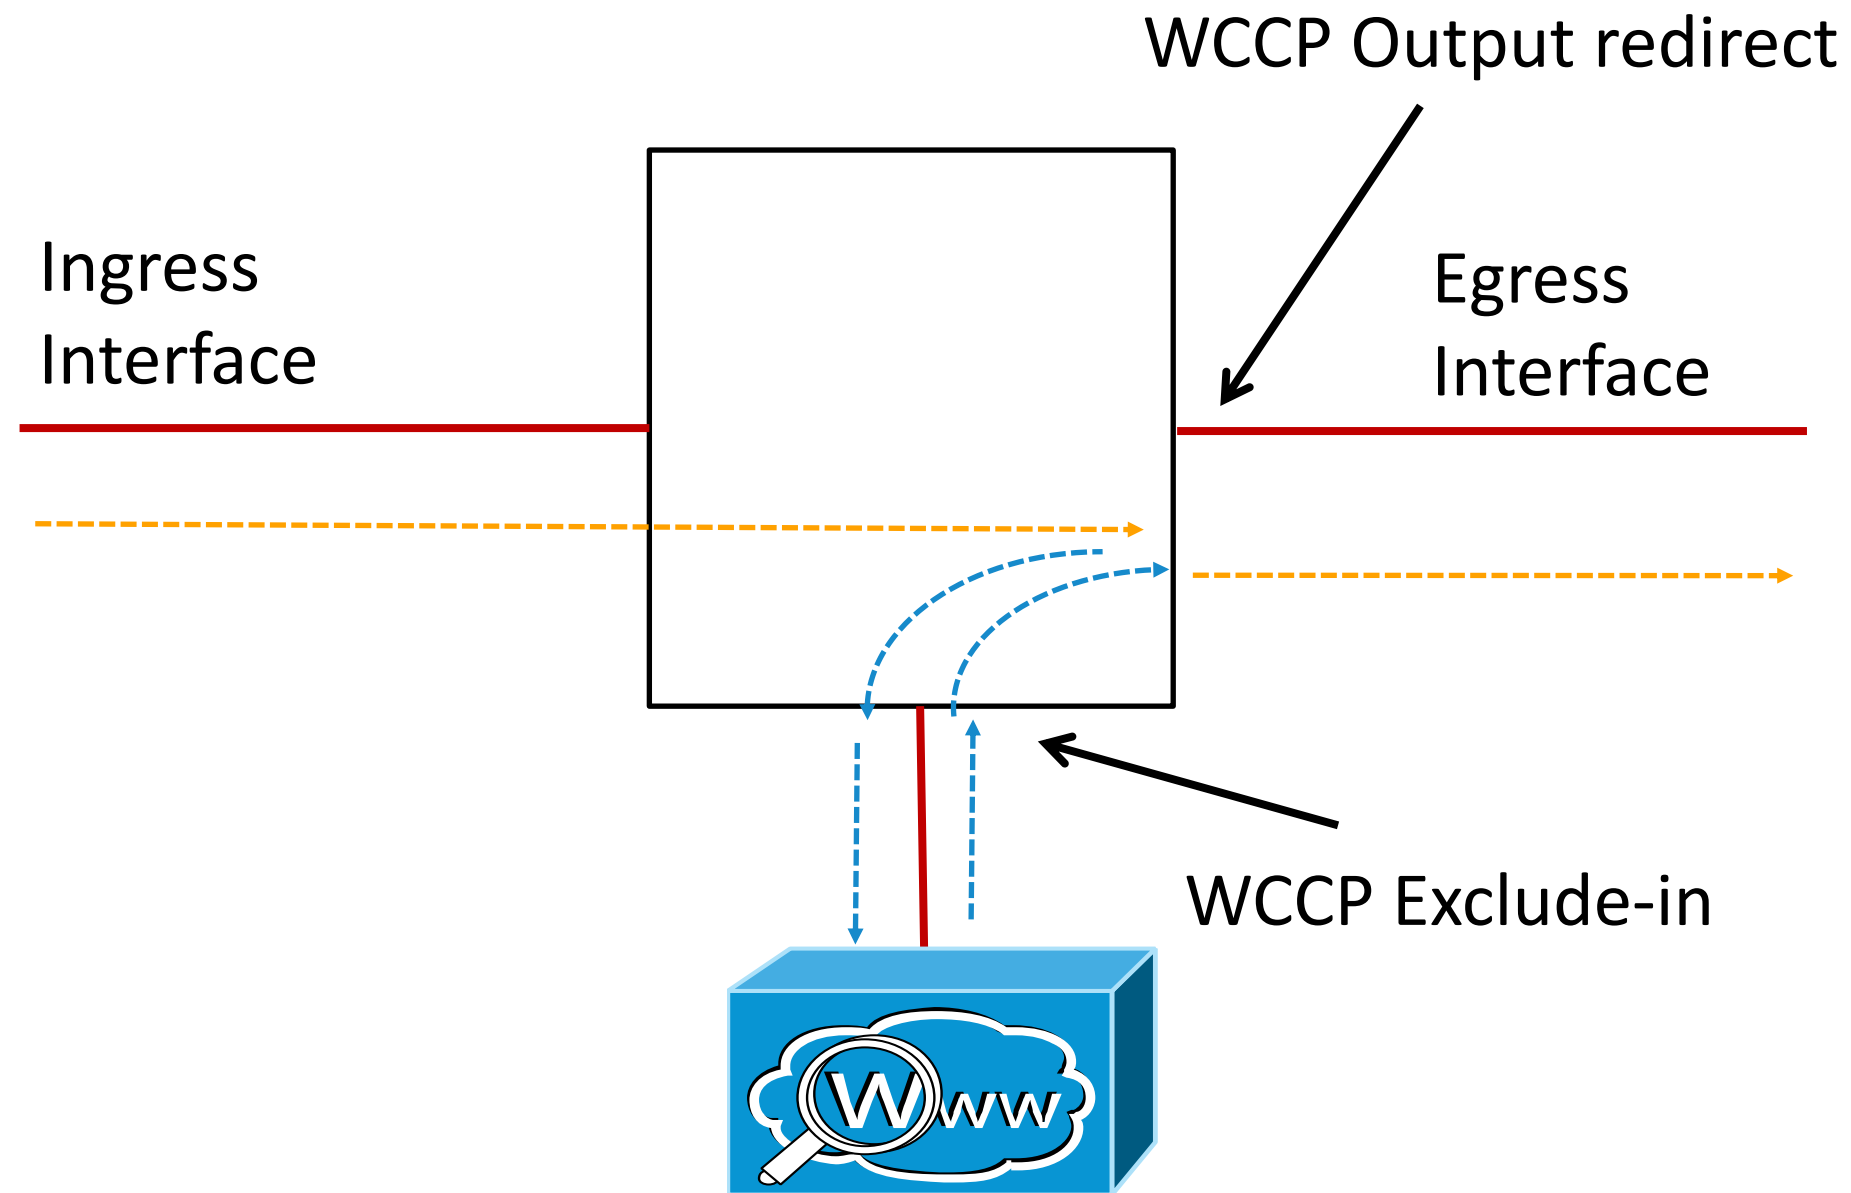 WCCP Output redirect
Ingress
Interface
Egress
Interface
WCCP Exclude-in
Www